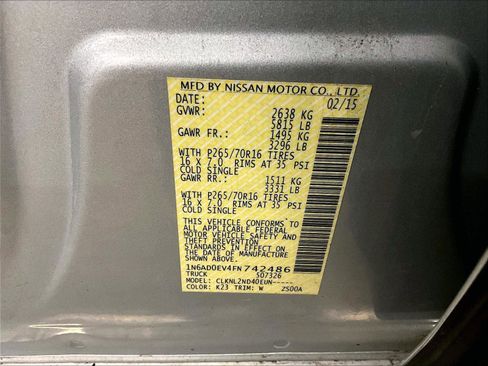 MFD BY NISSAN MOTOR CO., LTD.
DATE: 02/15
GVWR: 2638 KG
5815 LB
GAWR FR.: 1495 KG
3296 LB
WITH P265/70R16 TIRES
16 X 7.0 RIMS AT 35 PSI
COLD SINGLE
GAWR RR.: 1511 KG
3331 LB
WITH P265/70R16 TIRES
16 X 7.0 RIMS AT 35 PSI
COLD SINGLE
THIS VEHICLE CONFORMS TO
ALL APPLICABLE FEDERAL
MOTOR VEHICLE SAFETY AND
THEFT PREVENTION
STANDARDS IN EFFECT ON
THE DATE OF MANUFACTURE
SHOWN ABOVE
1N6AD0EV4FN 742486
TRUCK S07326
MODEL: CLKNL2ND40EUN-----
COLOR: K23 TRIM: W ZS00A